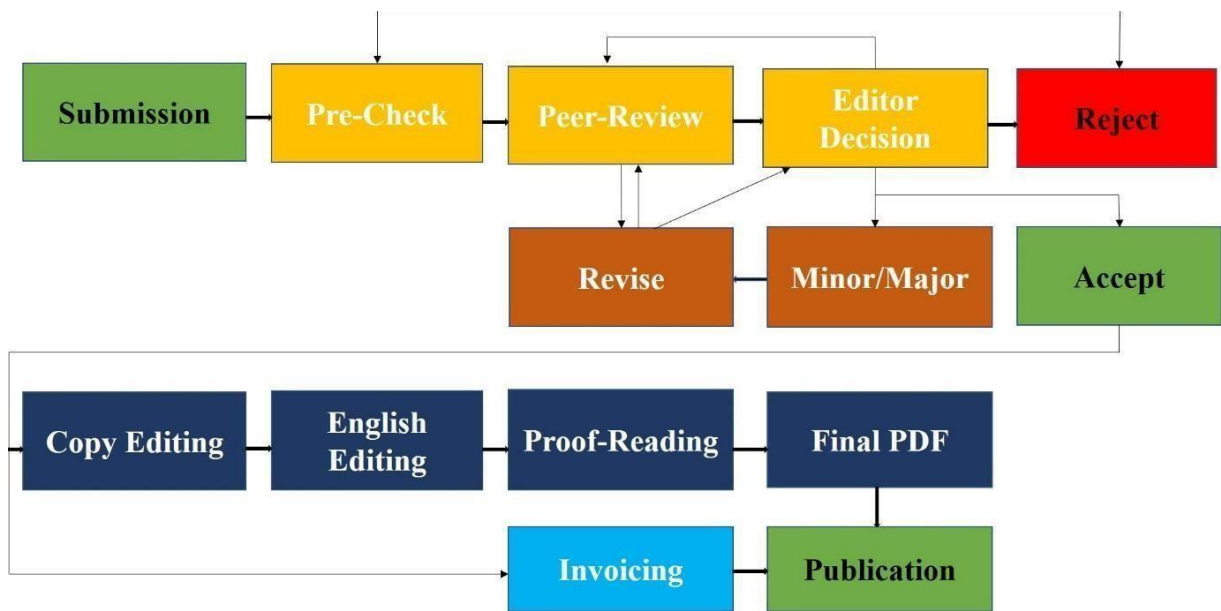 Submission
Pre-Check
Peer-Review
Editor
Decision
Reject
Revise
Minor/Major
Accept
Copy Editing
English
Editing
Proof-Reading
Final PDF
Invoicing
Publication